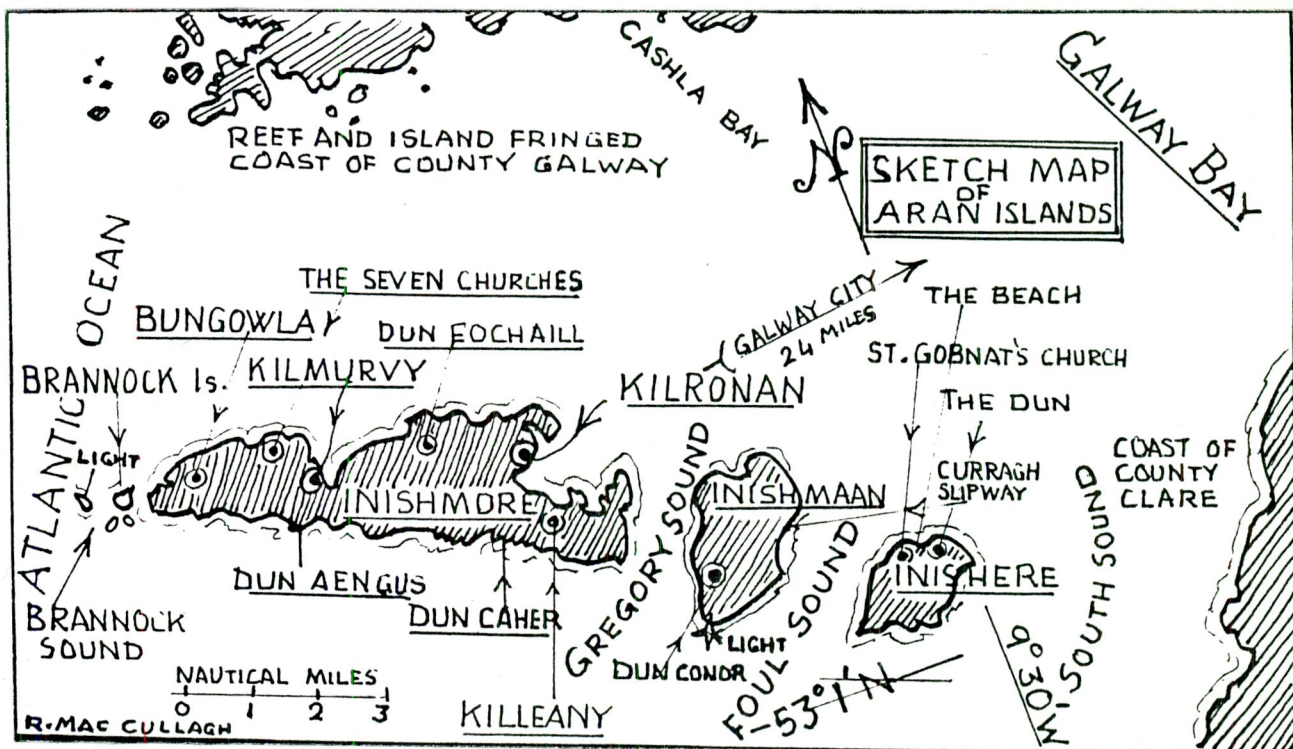 CASHLA BAY
GALWAY BAY
REEF AND ISLAND FRINGED
COAST OF COUNTY GALWAY
N
SKETCH MAP
OF
ARAN ISLANDS
ATLANTIC OCEAN
THE SEVEN CHURCHES
BUNGOWLAY
DUN EOCHAILL
BRANNOCK Is.
KILMURVY
GALWAY CITY
24 MILES
KILRONAN
THE BEACH
ST. GOBNAT'S CHURCH
THE DUN
CURRAGH
SLIPWAY
COAST OF
COUNTY
CLARE
LIGHT
INISHMORE
INISHMAAN
INISHERE
GREGORY SOUND
FOUL SOUND
SOUTH SOUND
DUN AENGUS
DUN CAHER
BRANNOCK
SOUND
LIGHT
DUN CONOR
KILLEANY
53°1'N
9°30W'
NAUTICAL MILES
0 1 2 3
R. MAC CULLAGH